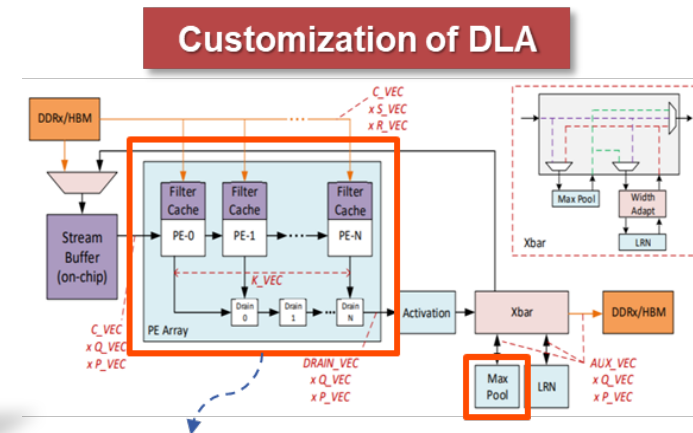 Customization of DLA
DDRx/HBM
C_VEC
x S_VEC
x R_VEC
Filter
Cache
PE-0
Filter
Cache
PE-1
Filter
Cache
PE-N
Stream
Buffer
(on-chip)
K_VEC
Drain
0
Drain
1
Drain
N
PE Array
C_VEC
x Q_VEC
x P_VEC
DRAIN_VEC
x Q_VEC
x P_VEC
Activation
Xbar
DDRx/HBM
Max
Pool
LRN
AUX_VEC
x Q_VEC
x P_VEC
Max Pool
Width
Adapt
LRN
Xbar